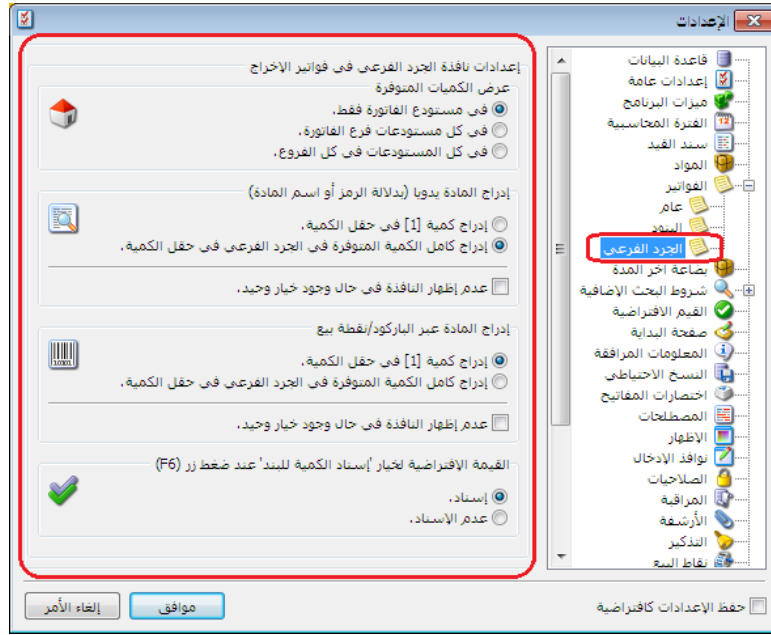 الإعدادات
قاعدة البيانات
إعدادات عامة
ميزات البرنامج
الفترة المحاسبية
سند القيد
المواد
الفواتير
عام
البنود
الجرد الفرعي
بضاعة آخر المدة
شروط البحث الإضافية
القيم الافتراضية
صفحة البداية
المعلومات المرافقة
النسخ الاحتياطي
اختصارات المفاتيح
المصطلحات
الإظهار
نوافذ الإدخال
الصلاحيات
المراقبة
الأرشفة
التذكير
نقاط البيع
إعدادات نافذة الجرد الفرعي في فواتير الإخراج
عرض الكميات المتوفرة
في مستودع الفاتورة فقط.
في كل مستودعات فرع الفاتورة.
في كل المستودعات في كل الفروع.
إدراج المادة يدويا (بدلالة الرمز أو اسم المادة)
إدراج كمية [1] في حقل الكمية.
إدراج كامل الكمية المتوفرة في الجرد الفرعي في حقل الكمية.
عدم إظهار النافذة في حال وجود خيار وحيد.
إدراج المادة عبر الباركود/نقطة بيع
إدراج كمية [1] في حقل الكمية.
إدراج كامل الكمية المتوفرة في الجرد الفرعي في حقل الكمية.
عدم إظهار النافذة في حال وجود خيار وحيد.
القيمة الإفتراضية لخيار 'إسناد الكمية للبند' عند ضغط زر (F6)
إسناد.
عدم الإسناد.
حفظ الإعدادات كافتراضية
موافق
إلغاء الأمر